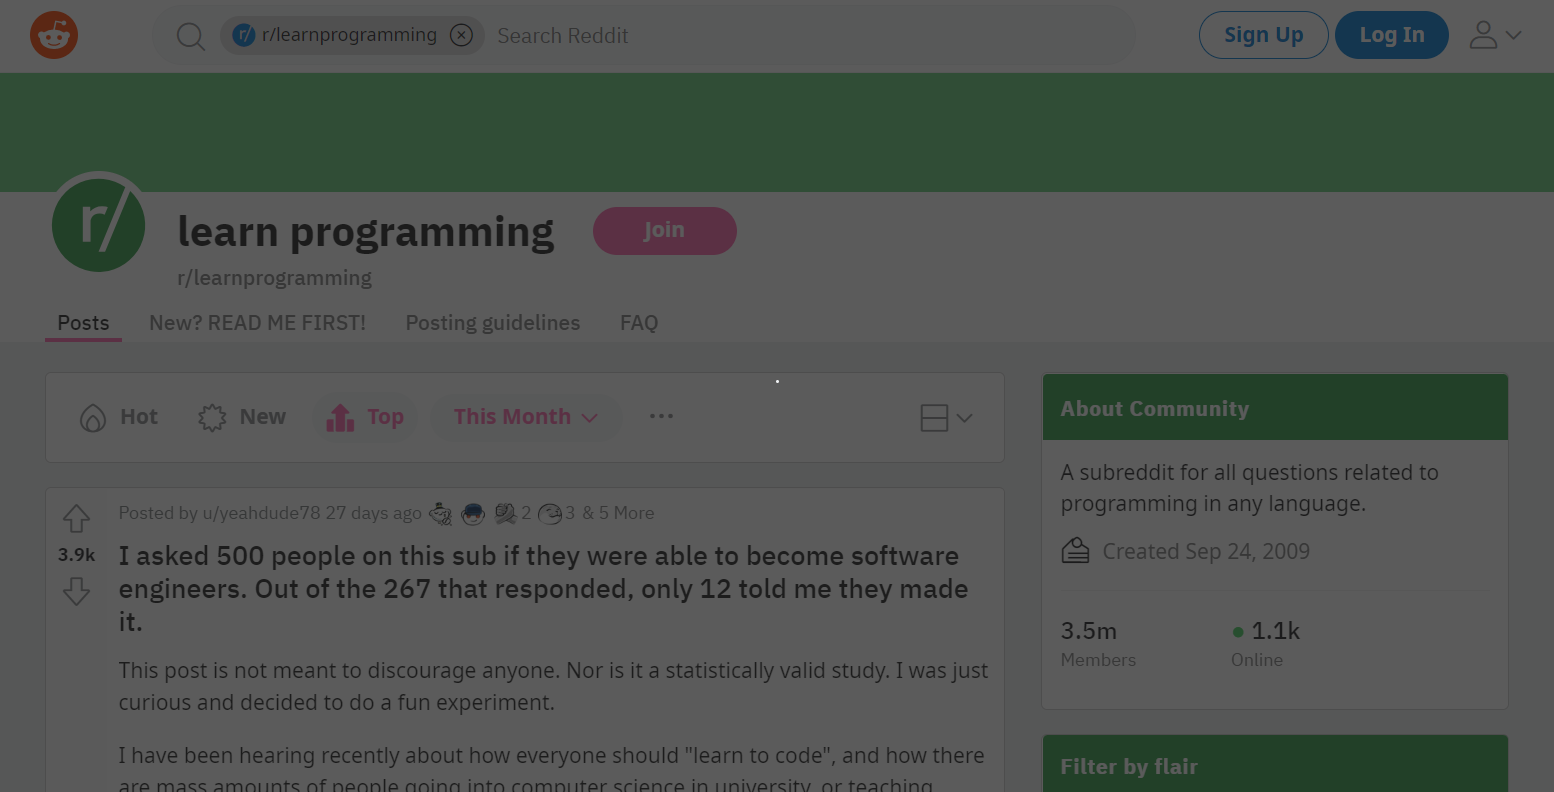 r/ r/learnprogramming Search Reddit Sign Up Log In
r/
learn programming Join
r/learnprogramming
Posts New? READ ME FIRST! Posting guidelines FAQ
Hot New Top This Month
Posted by u/yeahdude78 27 days ago 2 3 & 5 More
3.9k
I asked 500 people on this sub if they were able to become software
engineers. Out of the 267 that responded, only 12 told me they made
it.
This post is not meant to discourage anyone. Nor is it a statistically valid study. I was just
curious and decided to do a fun experiment.
I have been hearing recently about how everyone should "learn to code", and how there
are mass amounts of people going into computer science in university, or teaching
About Community
A subreddit for all questions related to
programming in any language.
Created Sep 24, 2009
3.5m 1.1k
Members Online
Filter by flair